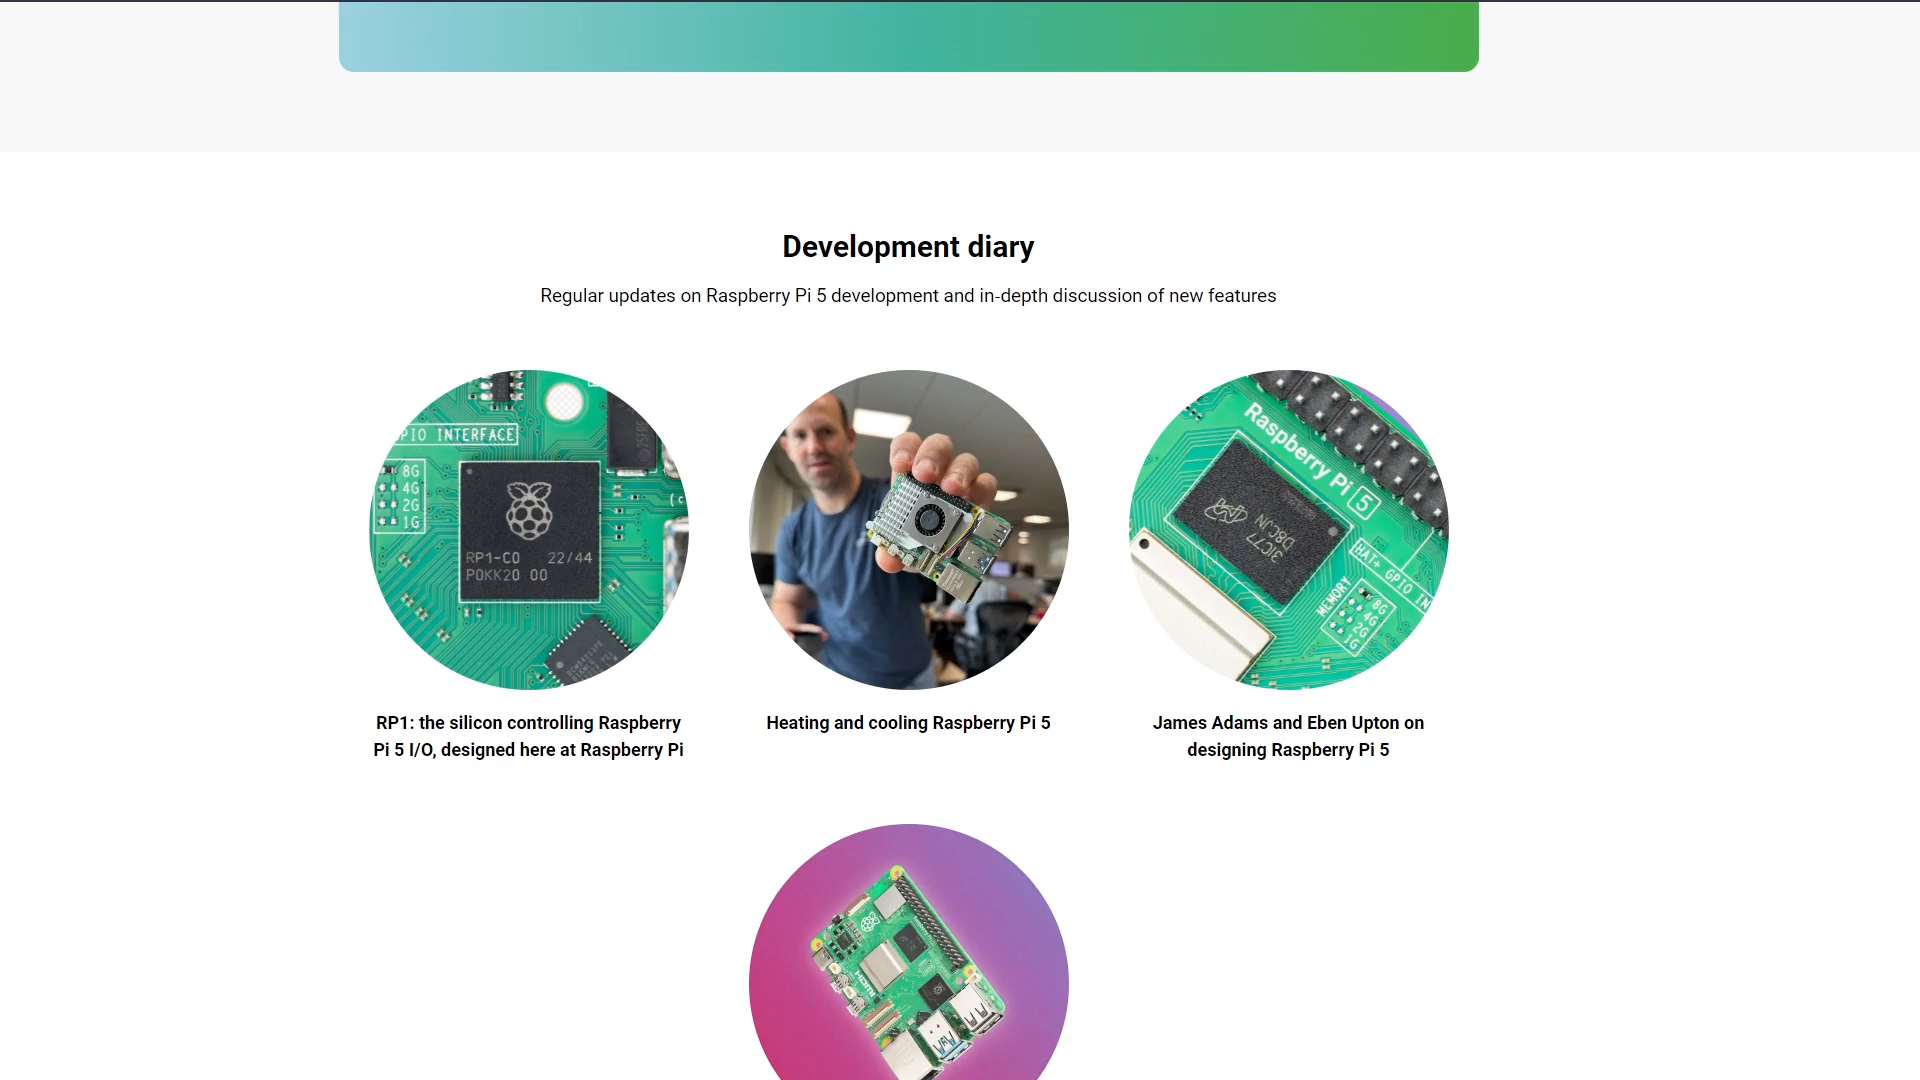 Development diary
Regular updates on Raspberry Pi 5 development and in-depth discussion of new features
PIO INTERFACE
8G
4G
2G
1G
RP1-C0 22/44
P0KK20 00
Raspberry Pi 5
3IC77
D8CJN
HAT+ GPIO IN
MEMORY
8G
4G
2G
1G
RP1: the silicon controlling Raspberry
Pi 5 I/O, designed here at Raspberry Pi
Heating and cooling Raspberry Pi 5
James Adams and Eben Upton on
designing Raspberry Pi 5
HDMI